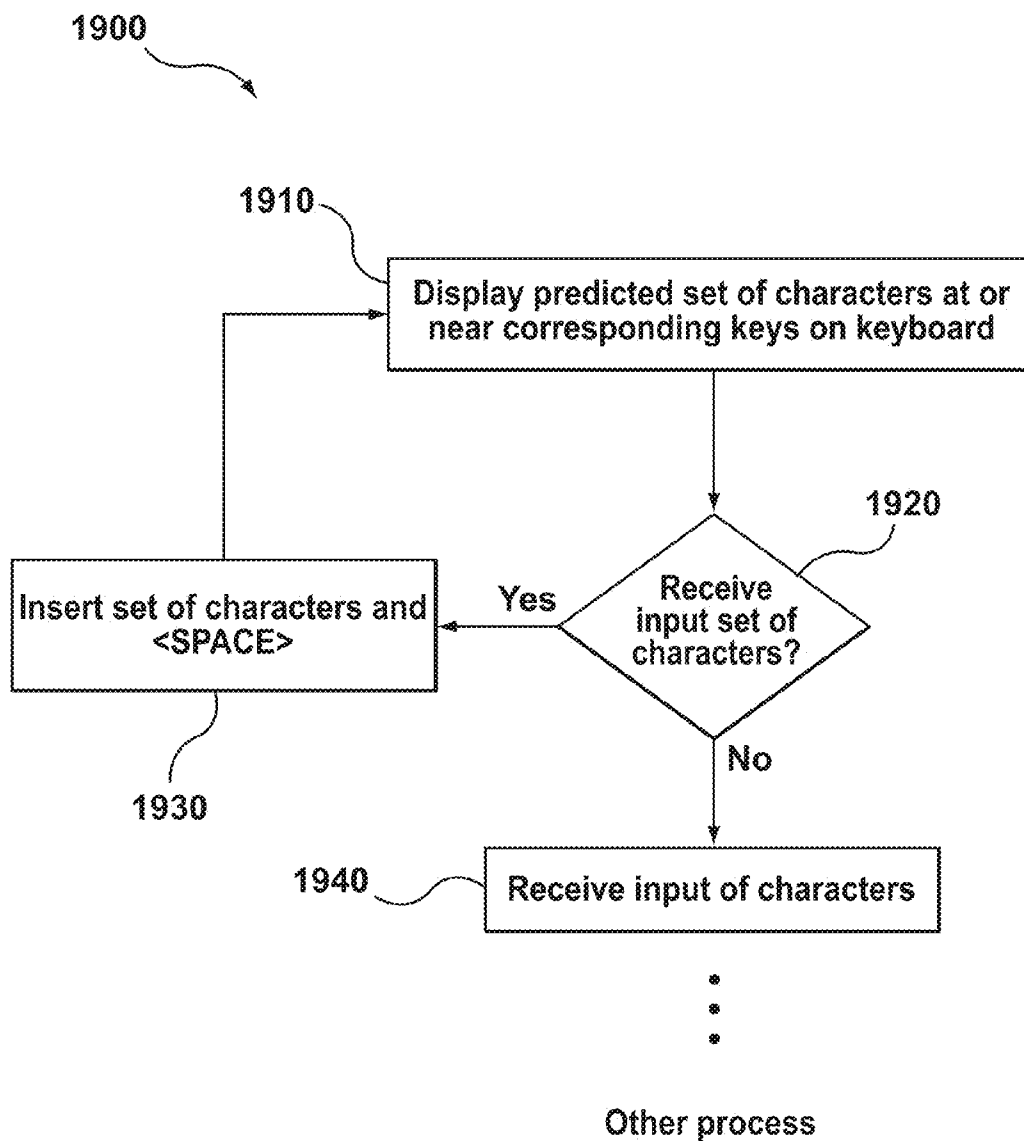 1900
1910
Display predicted set of characters at or
near corresponding keys on keyboard
1920
Receive
input set of
characters?
Yes
Insert set of characters and
<SPACE>
1930
No
1940
Receive input of characters
Other process